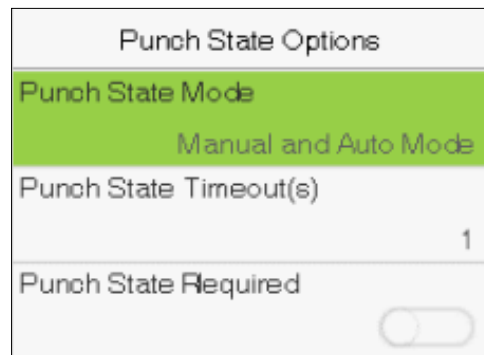 Punch State Options
Punch State Mode
Manual and Auto Mode
Punch State Timeout(s)
1
Punch State Required